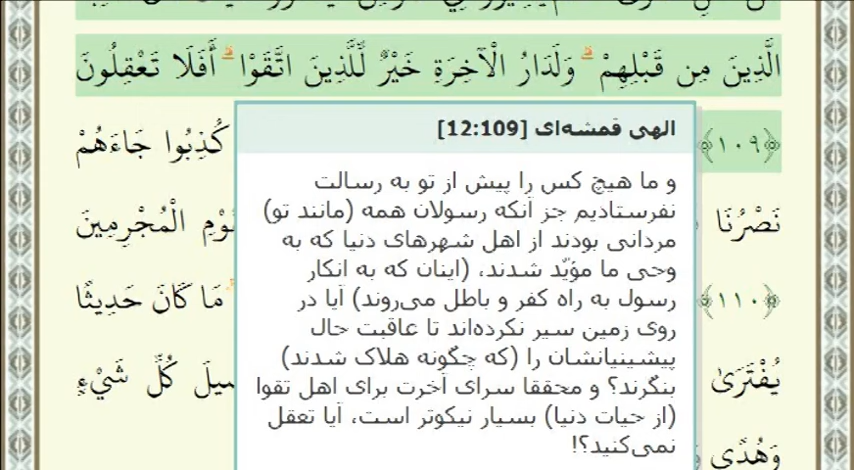 الَّذِينَ مِن قَبْلِهِمْ ۗ وَلَدَارُ الْآخِرَةِ خَيْرٌ لِّلَّذِينَ اتَّقَوْا ۗ أَفَلَا تَعْقِلُونَ
﴿١٠٩﴾ كُذِبُوا جَاءَهُمْ
نَصْرُنَا الْمُجْرِمِينَ
﴿١١٠﴾ ۗ مَا كَانَ حَدِيثًا
يُفْتَرَىٰ كُلِّ شَيْءٍ
وَهُدًى
الهی قمشه‌ای [12:109]
و ما هیچ کس را پیش از تو به رسالت
نفرستادیم جز آنکه رسولان همه (مانند تو)
مردانی بودند از اهل شهرهای دنیا که به
وحی ما مؤیّد شدند، (اینان که به انکار
رسول به راه کفر و باطل می‌روند) آیا در
روی زمین سیر نکرده‌اند تا عاقبت حال
پیشینیانشان را (که چگونه هلاک شدند)
بنگرند؟ و محققا سرای آخرت برای اهل تقوا
(از حیات دنیا) بسیار نیکوتر است، آیا تعقل
نمی‌کنید؟!